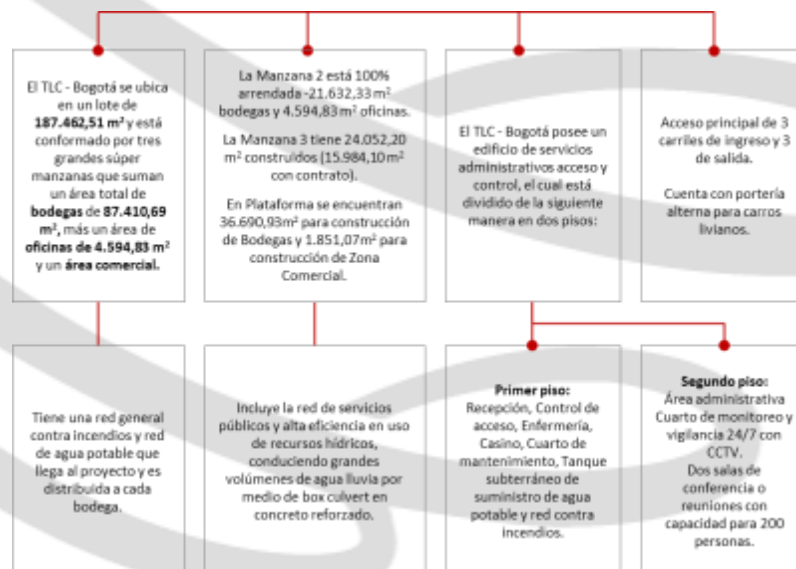 El TLC - Bogotá se ubica
en un lote de
187.462,51 m² y está
conformado por tres
grandes súper
manzanas que suman
un área total de
bodegas de 87.410,69
m², más un área de
oficinas de 4.594,83 m²
y un área comercial.
La Manzana 2 está 100%
arrendada -21.632,33 m²
bodegas y 4.594,83 m² oficinas.
La Manzana 3 tiene 24.052,20
m² construidos (15.984,10 m²
con contrato).
En Plataforma se encuentran
36.690,93m² para construcción
de Bodegas y 1.851,07m² para
construcción de Zona
Comercial.
El TLC - Bogotá posee un
edificio de servicios
administrativos acceso y
control, el cual está
dividido de la siguiente
manera en dos pisos:
Acceso principal de 3
carriles de ingreso y 3
de salida.
Cuenta con portería
alterna para carros
livianos.
Tiene una red general
contra incendios y red
de agua potable que
llega al proyecto y es
distribuida a cada
bodega.
Incluye la red de servicios
públicos y alta eficiencia en uso
de recursos hídricos,
conduciendo grandes
volúmenes de agua lluvia por
medio de box culvert en
concreto reforzado.
Primer piso:
Recepción, Control de
acceso, Enfermería,
Casino, Cuarto de
mantenimiento, Tanque
subterráneo de
suministro de agua
potable y red contra
incendios.
Segundo piso:
Área administrativa
Cuarto de monitoreo y
vigilancia 24/7 con
CCTV.
Dos salas de
conferencia o
reuniones con
capacidad para 200
personas.